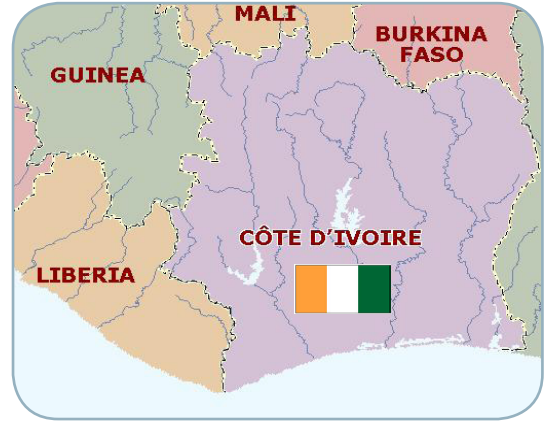 MALI
BURKINA
FASO
GUINEA
CÔTE D’IVOIRE
LIBERIA